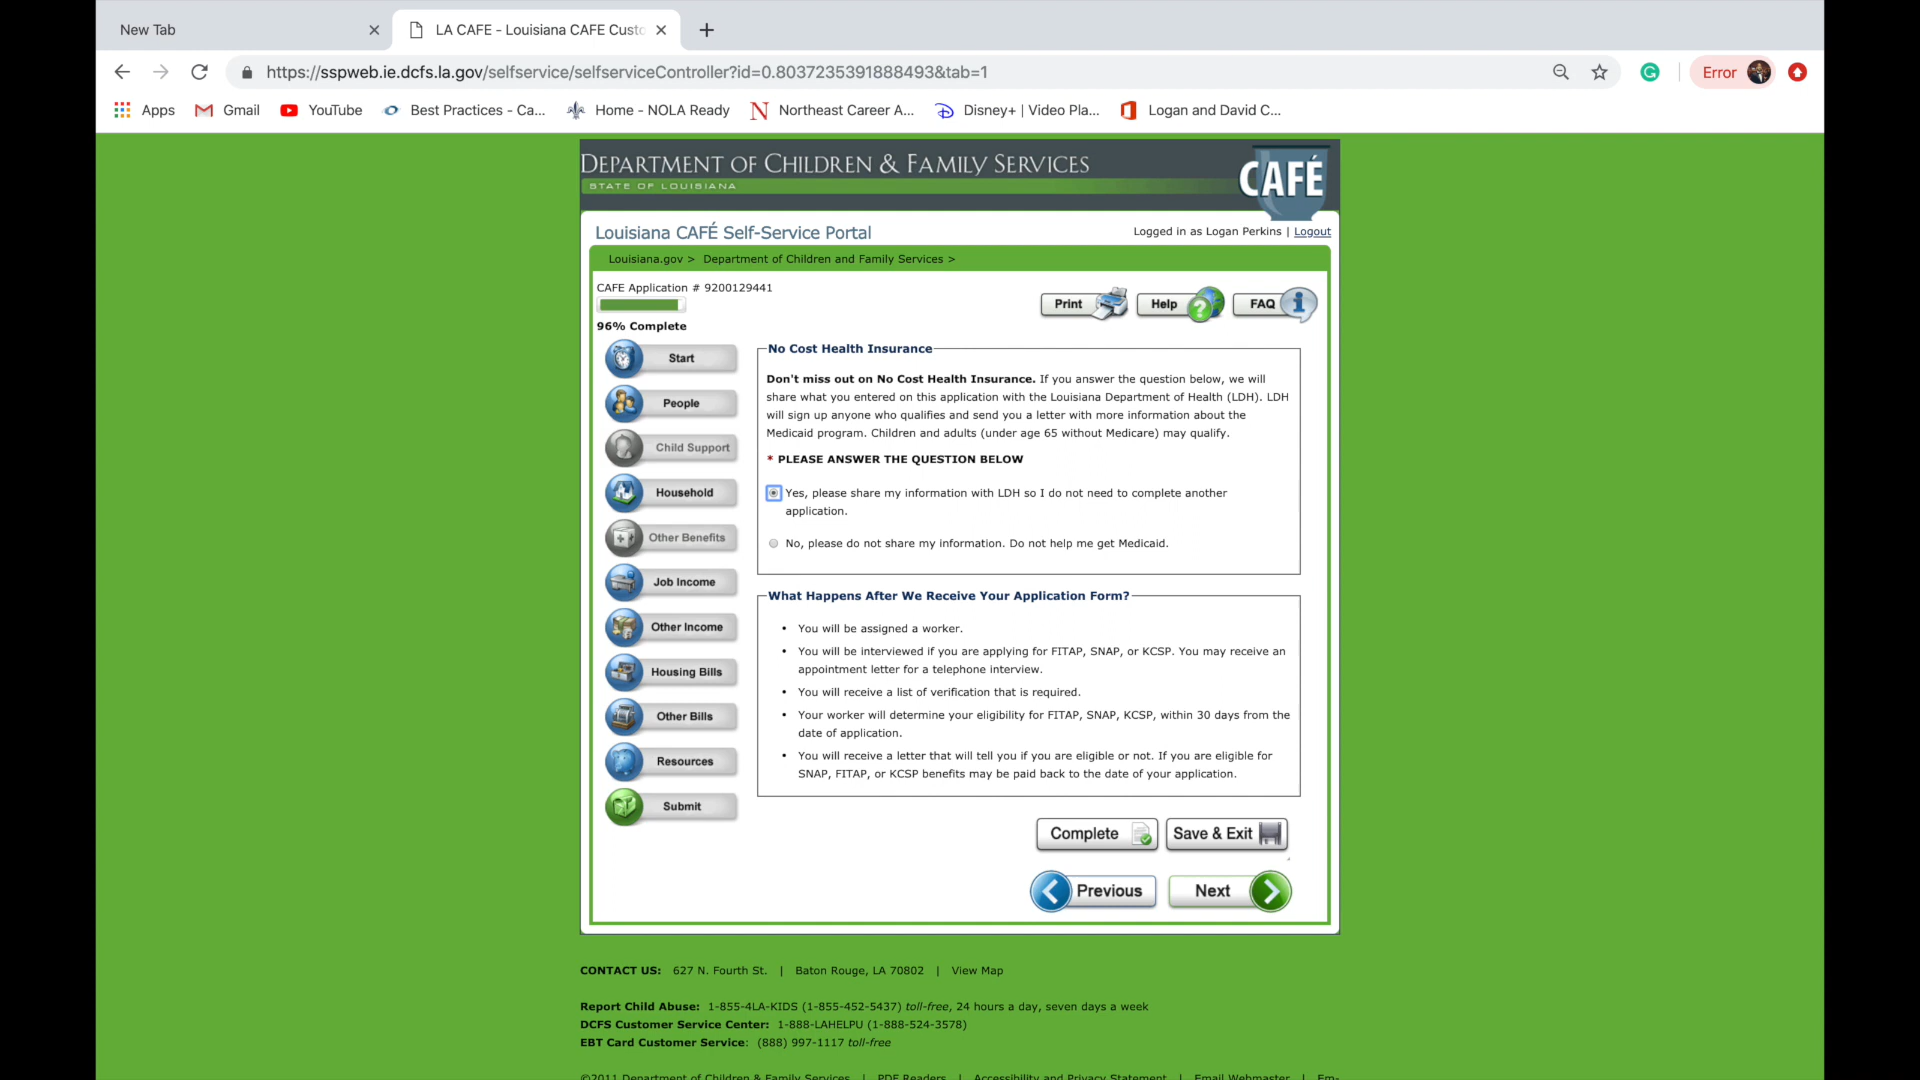 New Tab
LA CAFE - Louisiana CAFE Custo
https://sspweb.ie.dcfs.la.gov/selfservice/selfserviceController?id=0.8037235391888493&tab=1
Error
Apps
Gmail
YouTube
Best Practices - Ca...
Home - NOLA Ready
Northeast Career A...
Disney+ | Video Pla...
Logan and David C...
DEPARTMENT OF CHILDREN & FAMILY SERVICES
STATE OF LOUISIANA
CAFÉ
Louisiana CAFÉ Self-Service Portal
Logged in as Logan Perkins | Logout
Louisiana.gov > Department of Children and Family Services >
CAFE Application # 9200129441
96% Complete
Print
Help
FAQ
Start
People
Child Support
Household
Other Benefits
Job Income
Other Income
Housing Bills
Other Bills
Resources
Submit
No Cost Health Insurance
Don't miss out on No Cost Health Insurance. If you answer the question below, we will
share what you entered on this application with the Louisiana Department of Health (LDH). LDH
will sign up anyone who qualifies and send you a letter with more information about the
Medicaid program. Children and adults (under age 65 without Medicare) may qualify.
* PLEASE ANSWER THE QUESTION BELOW
Yes, please share my information with LDH so I do not need to complete another
application.
No, please do not share my information. Do not help me get Medicaid.
What Happens After We Receive Your Application Form?
• You will be assigned a worker.
• You will be interviewed if you are applying for FITAP, SNAP, or KCSP. You may receive an
appointment letter for a telephone interview.
• You will receive a list of verification that is required.
• Your worker will determine your eligibility for FITAP, SNAP, KCSP, within 30 days from the
date of application.
• You will receive a letter that will tell you if you are eligible or not. If you are eligible for
SNAP, FITAP, or KCSP benefits may be paid back to the date of your application.
Complete
Save & Exit
Previous
Next
CONTACT US: 627 N. Fourth St. | Baton Rouge, LA 70802 | View Map
Report Child Abuse: 1-855-4LA-KIDS (1-855-452-5437) toll-free, 24 hours a day, seven days a week
DCFS Customer Service Center: 1-888-LAHELPU (1-888-524-3578)
EBT Card Customer Service: (888) 997-1117 toll-free
©2011 Department of Children & Family Services | PDF Readers | Accessibility and Privacy Statement | Email Webmaster | Em-